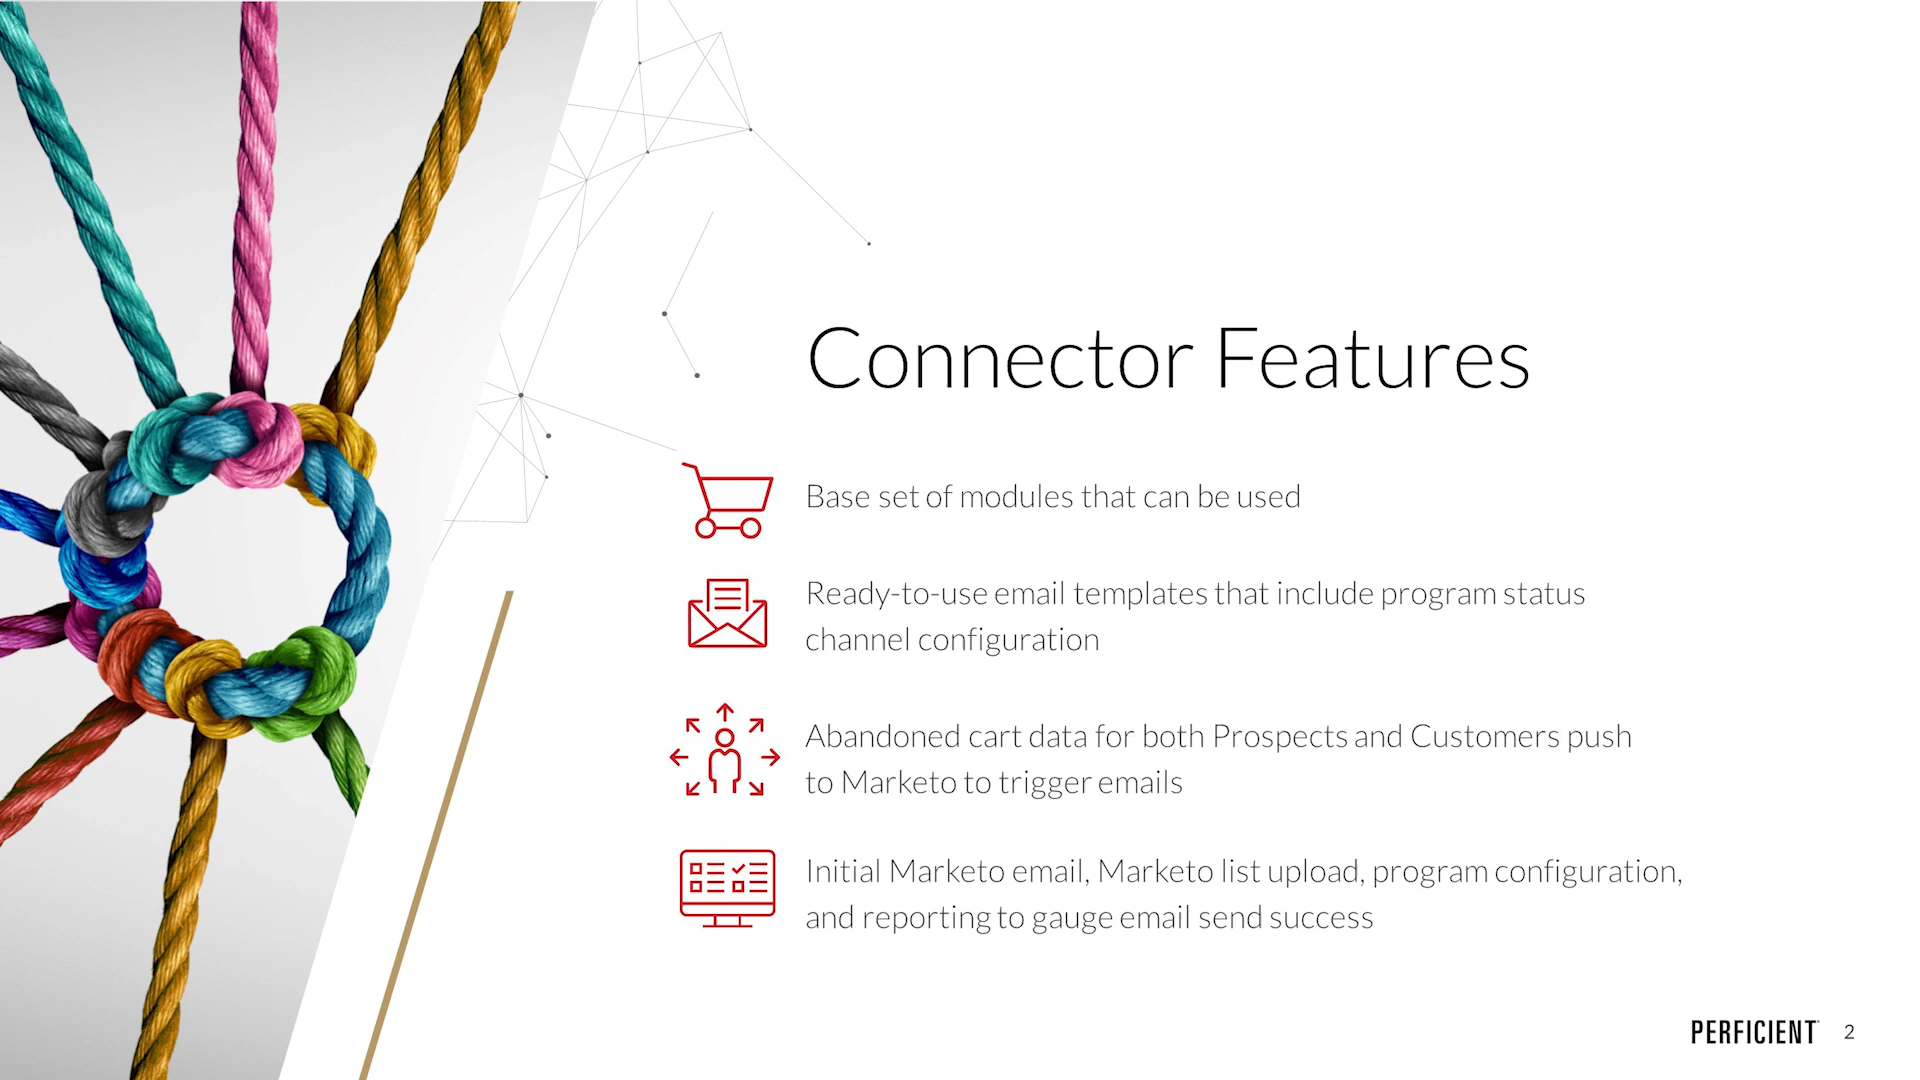 Connector Features
Base set of modules that can be used
Ready-to-use email templates that include program status
channel configuration
Abandoned cart data for both Prospects and Customers push
to Marketo to trigger emails
Initial Marketo email, Marketo list upload, program configuration,
and reporting to gauge email send success
PERFICIENT 2